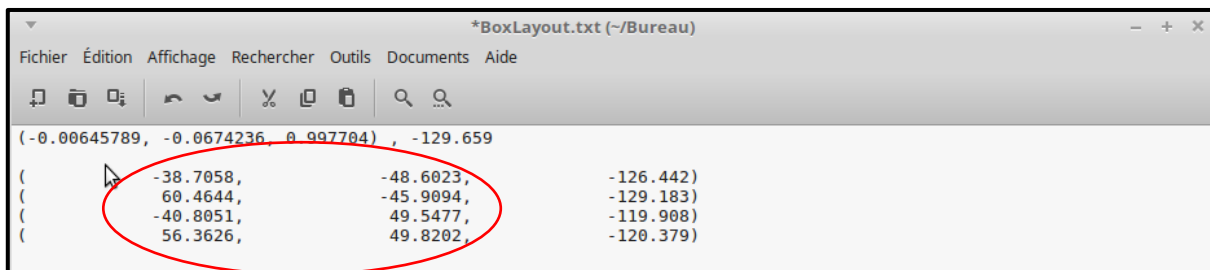 *BoxLayout.txt (~/Bureau)
Fichier Édition Affichage Rechercher Outils Documents Aide
(-0.00645789, -0.0674236, 0.997704) , -129.659
( -38.7058, -48.6023, -126.442)
( 60.4644, -45.9094, -129.183)
( -40.8051, 49.5477, -119.908)
( 56.3626, 49.8202, -120.379)